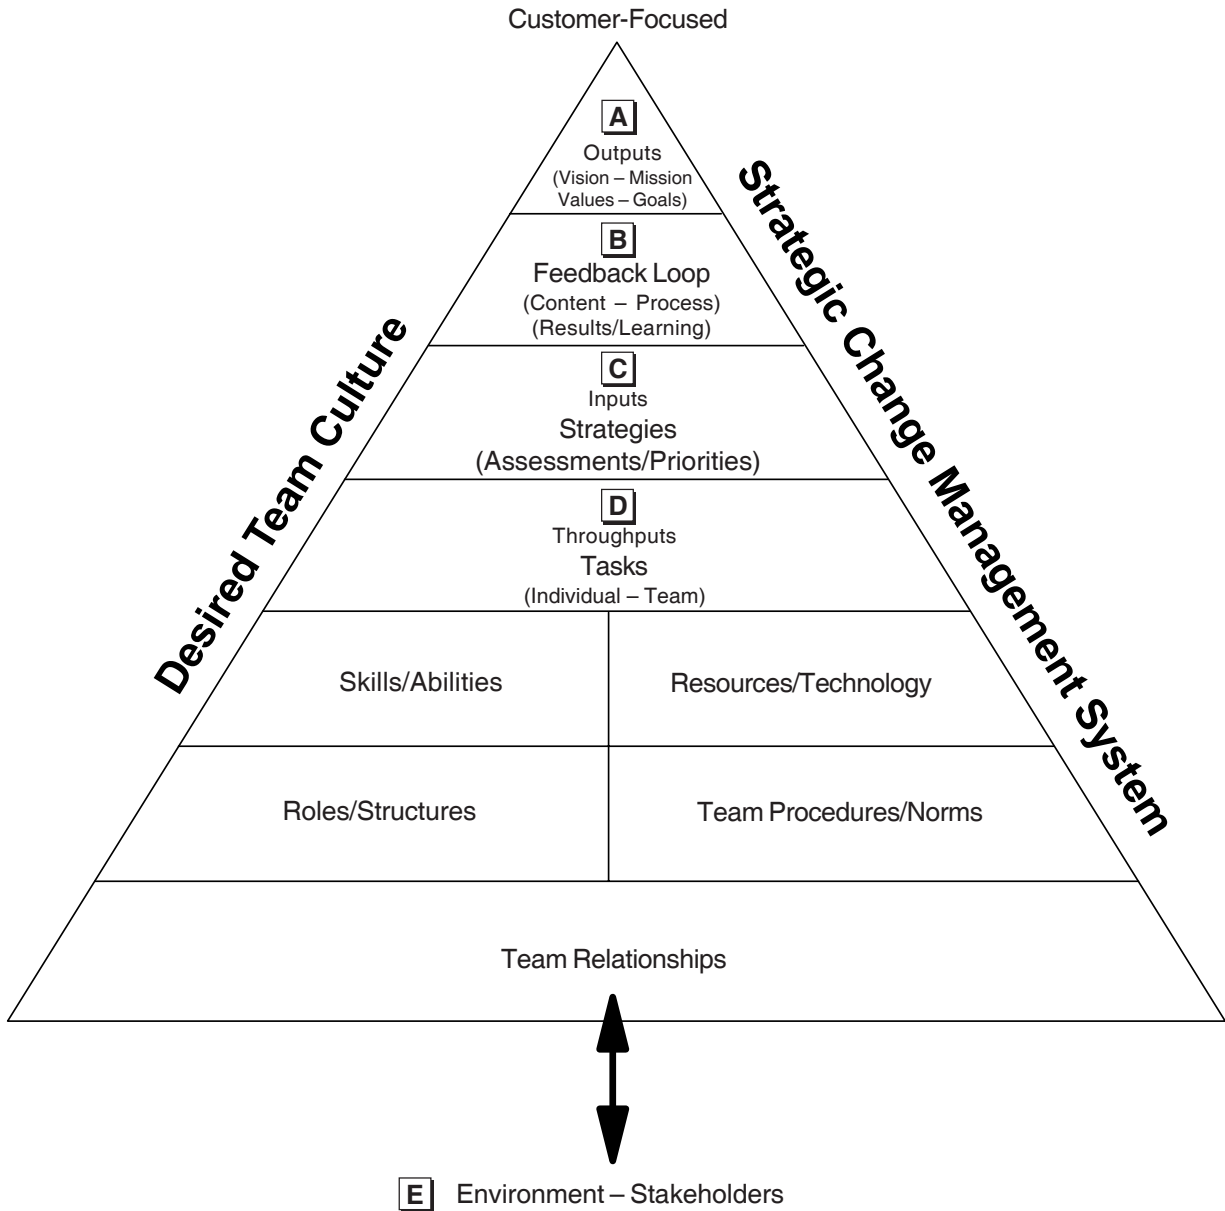 Customer-Focused
A
Outputs
(Vision – Mission
Values – Goals)
B
Feedback Loop
(Content – Process)
(Results/Learning)
C
Inputs
Strategies
(Assessments/Priorities)
D
Throughputs
Tasks
(Individual – Team)
Skills/Abilities
Resources/Technology
Roles/Structures
Team Procedures/Norms
Team Relationships
Desired Team Culture
Strategic Change Management System
E Environment – Stakeholders